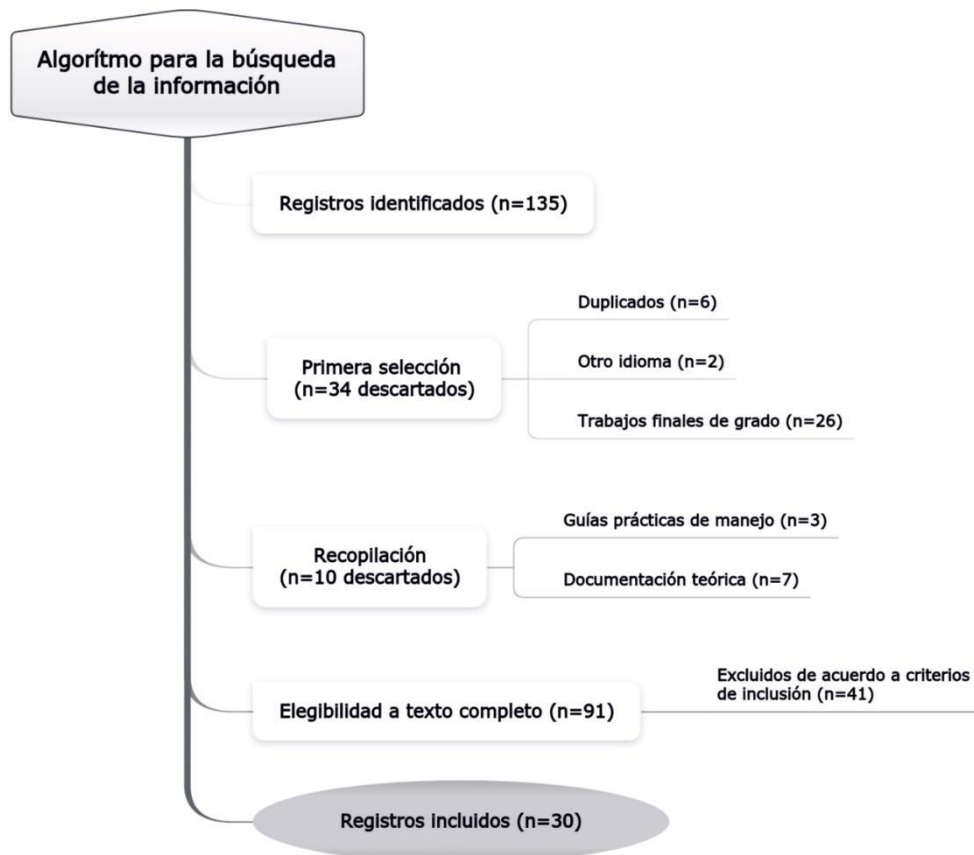 Algorítmo para la búsqueda
de la información
Registros identificados (n=135)
Primera selección
(n=34 descartados)
Duplicados (n=6)
Otro idioma (n=2)
Trabajos finales de grado (n=26)
Recopilación
(n=10 descartados)
Guías prácticas de manejo (n=3)
Documentación teórica (n=7)
Elegibilidad a texto completo (n=91)
Excluidos de acuerdo a criterios
de inclusión (n=41)
Registros incluidos (n=30)